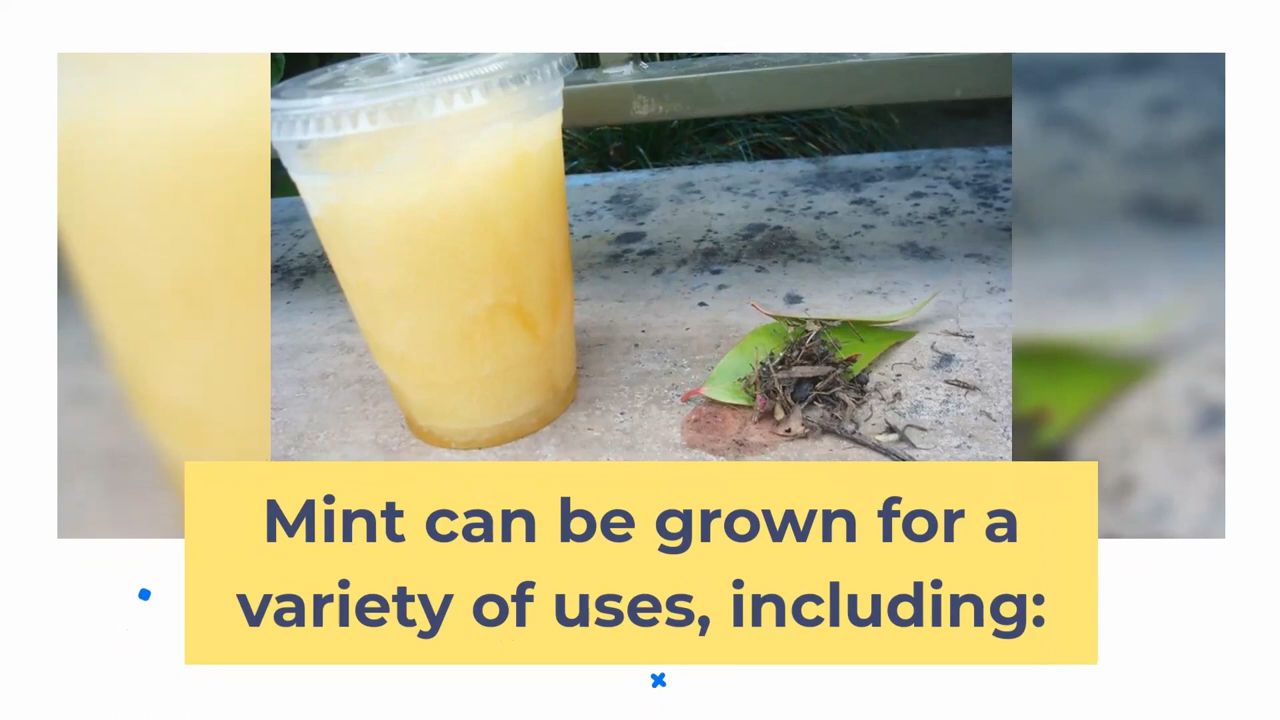 Mint can be grown for a
variety of uses, including: